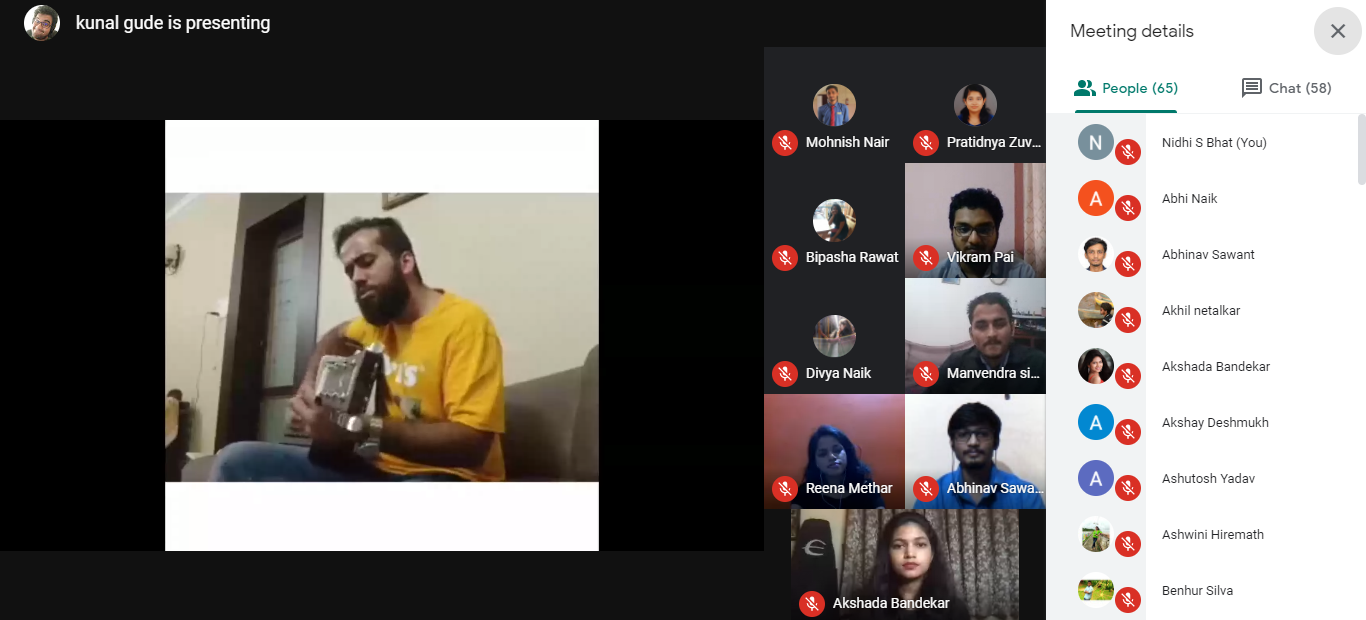 kunal gude is presenting
Mohnish Nair
Pratidnya Zuv...
Bipasha Rawat
Vikram Pai
Divya Naik
Manvendra si...
Reena Methar
Abhinav Sawa...
Akshada Bandekar
Meeting details
People (65)
Chat (58)
N
Nidhi S Bhat (You)
A
Abhi Naik
Abhinav Sawant
Akhil netalkar
Akshada Bandekar
A
Akshay Deshmukh
A
Ashutosh Yadav
Ashwini Hiremath
Benhur Silva